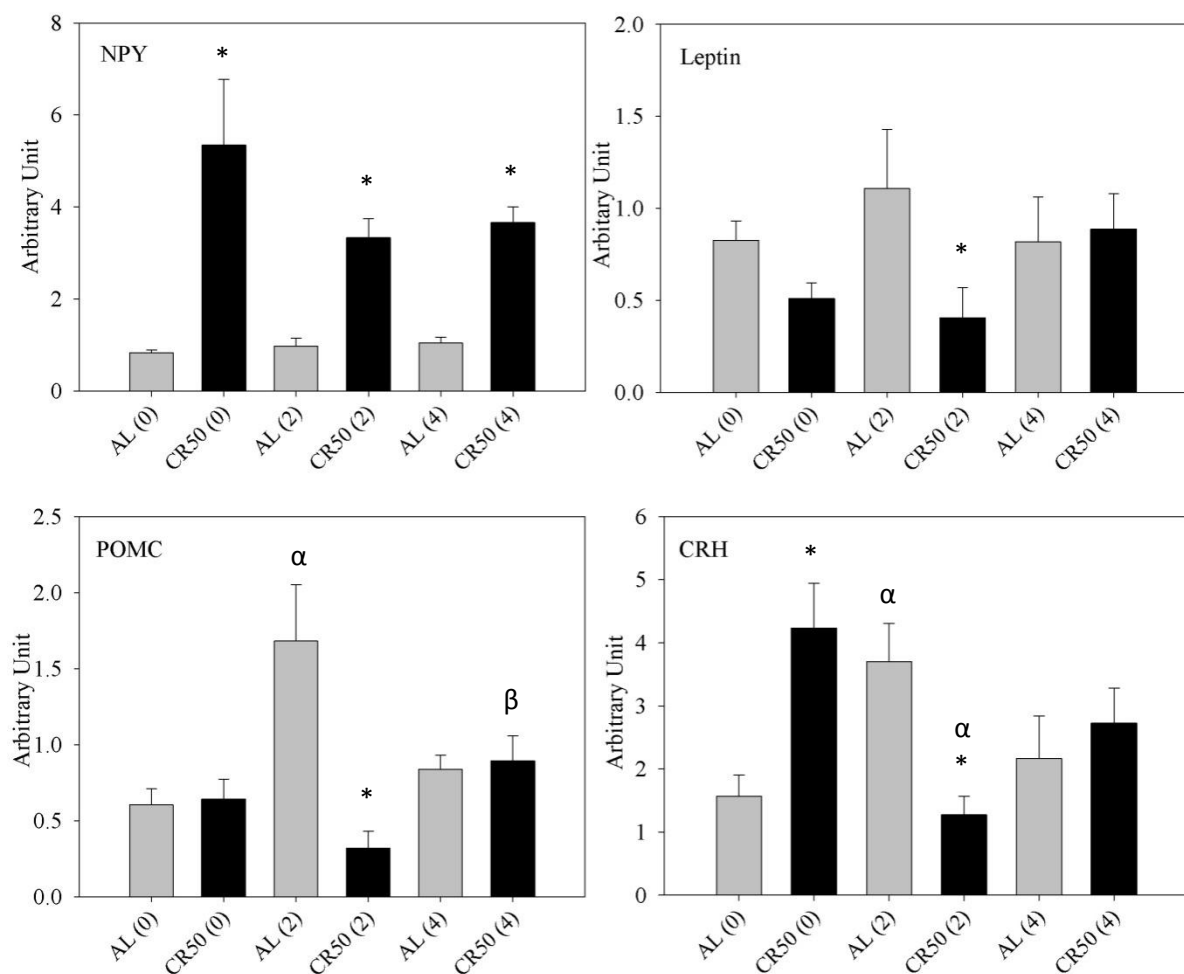 NPY
Arbitrary Unit
8
6
4
2
0
*
*
*
AL (0)
CR50 (0)
AL (2)
CR50 (2)
AL (4)
CR50 (4)
Leptin
Arbitary Unit
2.0
1.5
1.0
0.5
0.0
*
AL (0)
CR50 (0)
AL (2)
CR50 (2)
AL (4)
CR50 (4)
POMC
Arbitrary Unit
2.5
2.0
1.5
1.0
0.5
0.0
α
*
β
AL (0)
CR50 (0)
AL (2)
CR50 (2)
AL (4)
CR50 (4)
CRH
Arbitrary Unit
6
5
4
3
2
1
0
*
α
α
*
AL (0)
CR50 (0)
AL (2)
CR50 (2)
AL (4)
CR50 (4)